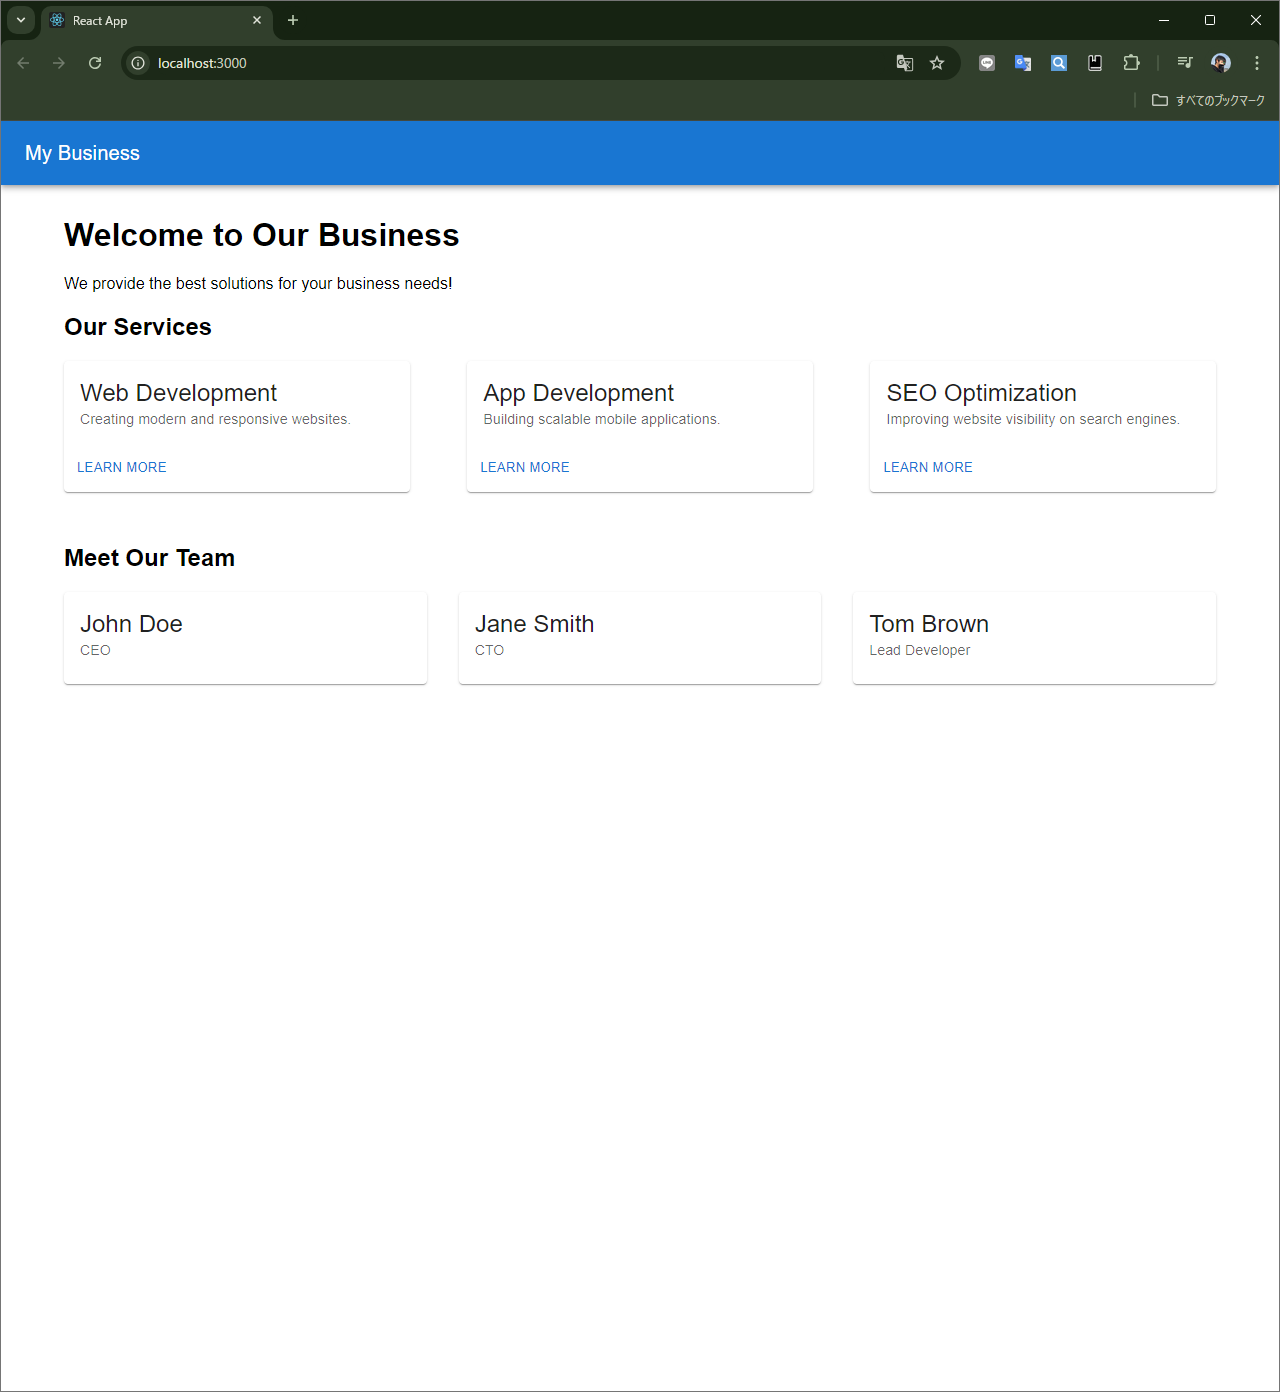 React App
localhost:3000
すべてのブックマーク
My Business
Welcome to Our Business
We provide the best solutions for your business needs!
Our Services
Web Development
Creating modern and responsive websites.
LEARN MORE
App Development
Building scalable mobile applications.
LEARN MORE
SEO Optimization
Improving website visibility on search engines.
LEARN MORE
Meet Our Team
John Doe
CEO
Jane Smith
CTO
Tom Brown
Lead Developer